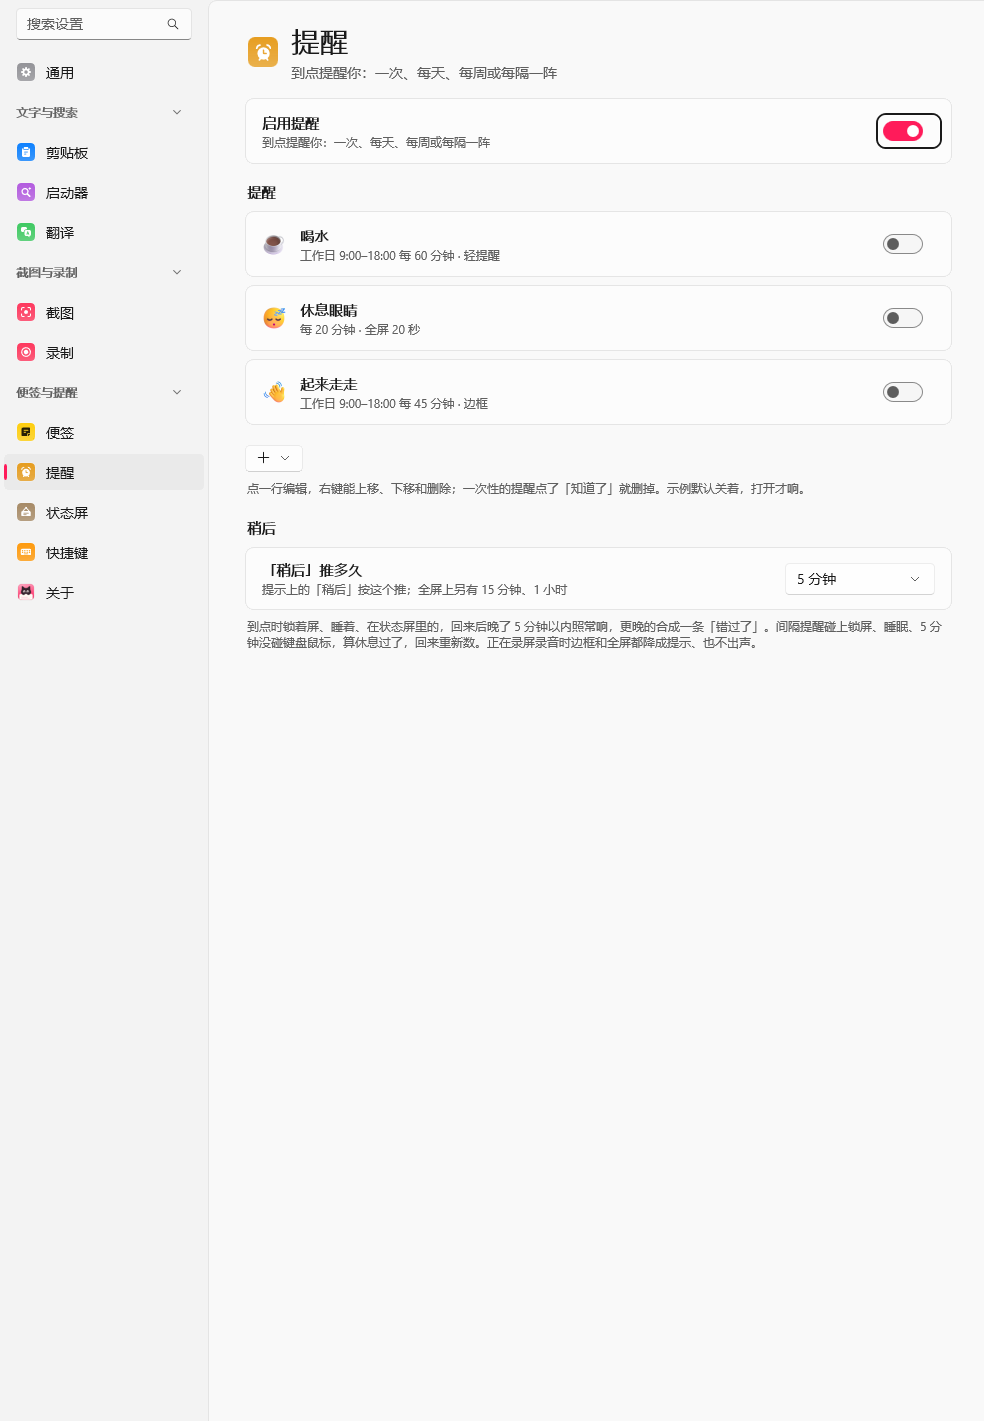 搜索设置
通用
文字与搜索
剪贴板
启动器
翻译
截图与录制
截图
录制
便签与提醒
便签
提醒
状态屏
快捷键
关于
提醒
到点提醒你：一次、每天、每周或每隔一阵
启用提醒
到点提醒你：一次、每天、每周或每隔一阵
提醒
喝水
工作日 9:00–18:00 每 60 分钟 · 轻提醒
休息眼睛
每 20 分钟 · 全屏 20 秒
起来走走
工作日 9:00–18:00 每 45 分钟 · 边框
点一行编辑，右键能上移、下移和删除；一次性的提醒点了「知道了」就删掉。示例默认关着，打开才响。
稍后
「稍后」推多久
提示上的「稍后」按这个推；全屏上另有 15 分钟、1 小时
5 分钟
到点时锁着屏、睡着、在状态屏里的，回来后晚了 5 分钟以内照常响，更晚的合成一条「错过了」。间隔提醒碰上锁屏、睡眠、5 分
钟没碰键盘鼠标，算休息过了，回来重新数。正在录屏录音时边框和全屏都降成提示、也不出声。